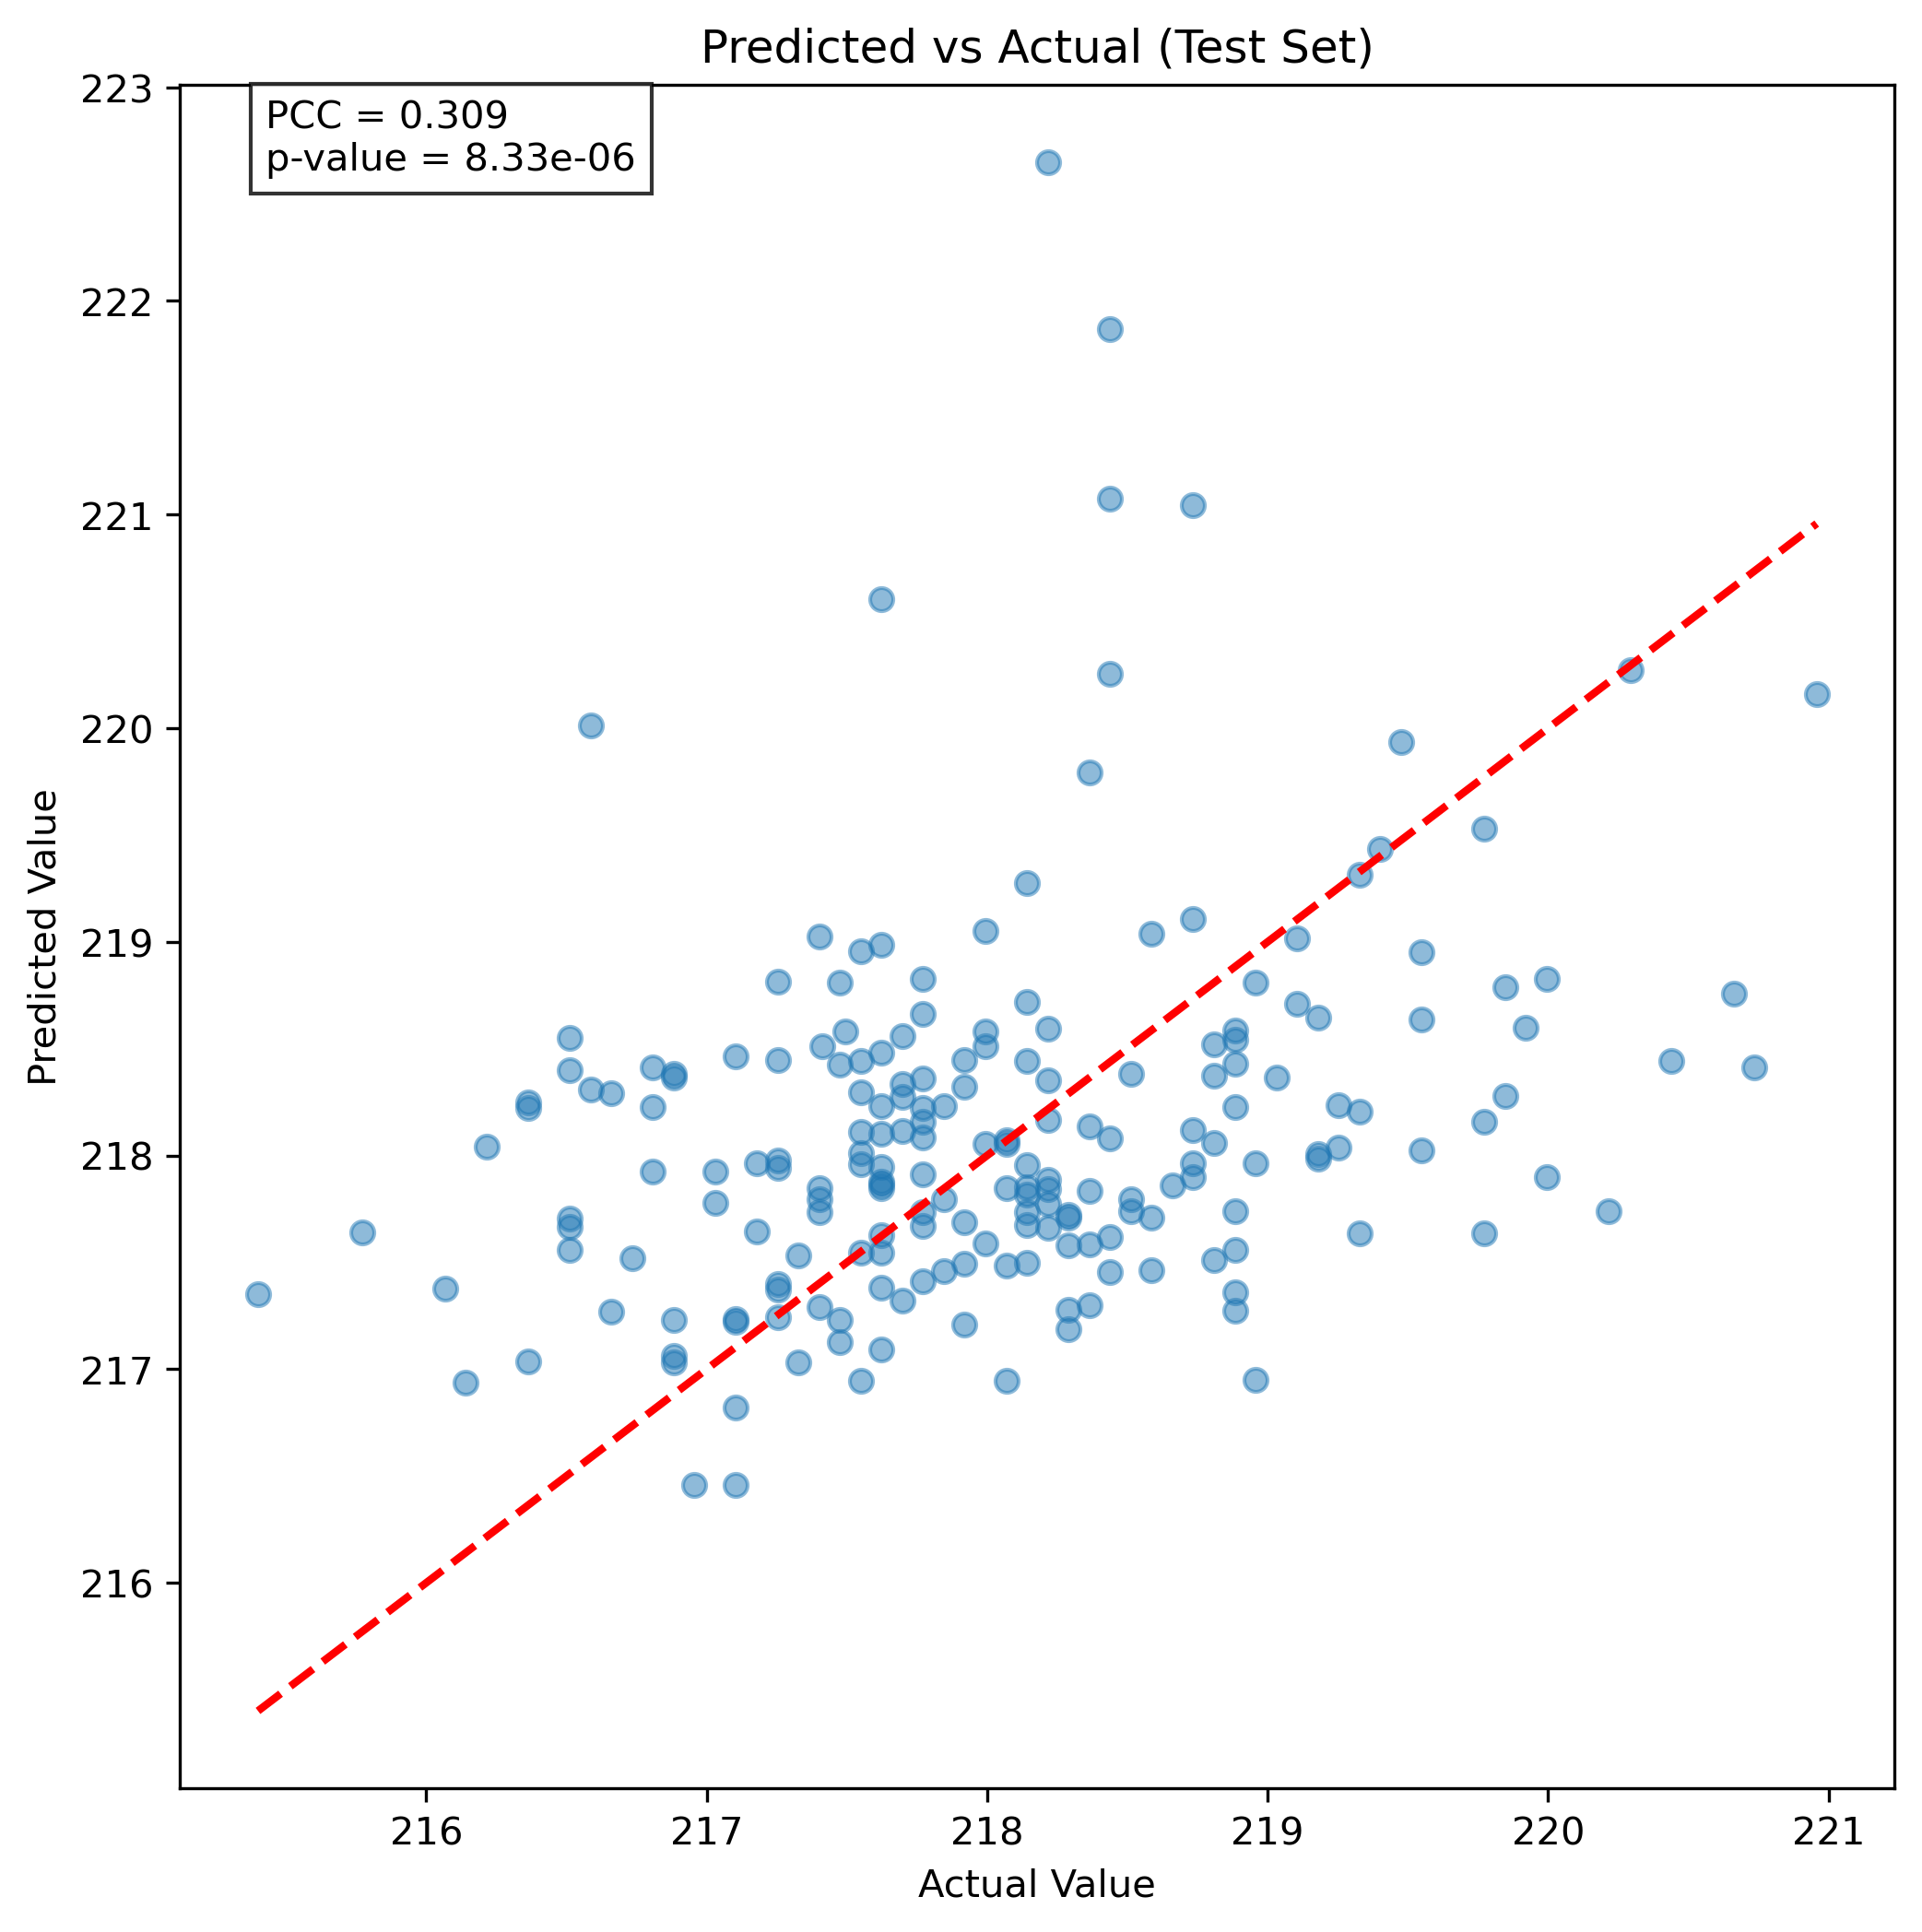 Predicted vs Actual (Test Set)
PCC = 0.309
p-value = 8.33e-06
223
222
221
220
219
218
217
216
Predicted Value
216
217
218
219
220
221
Actual Value